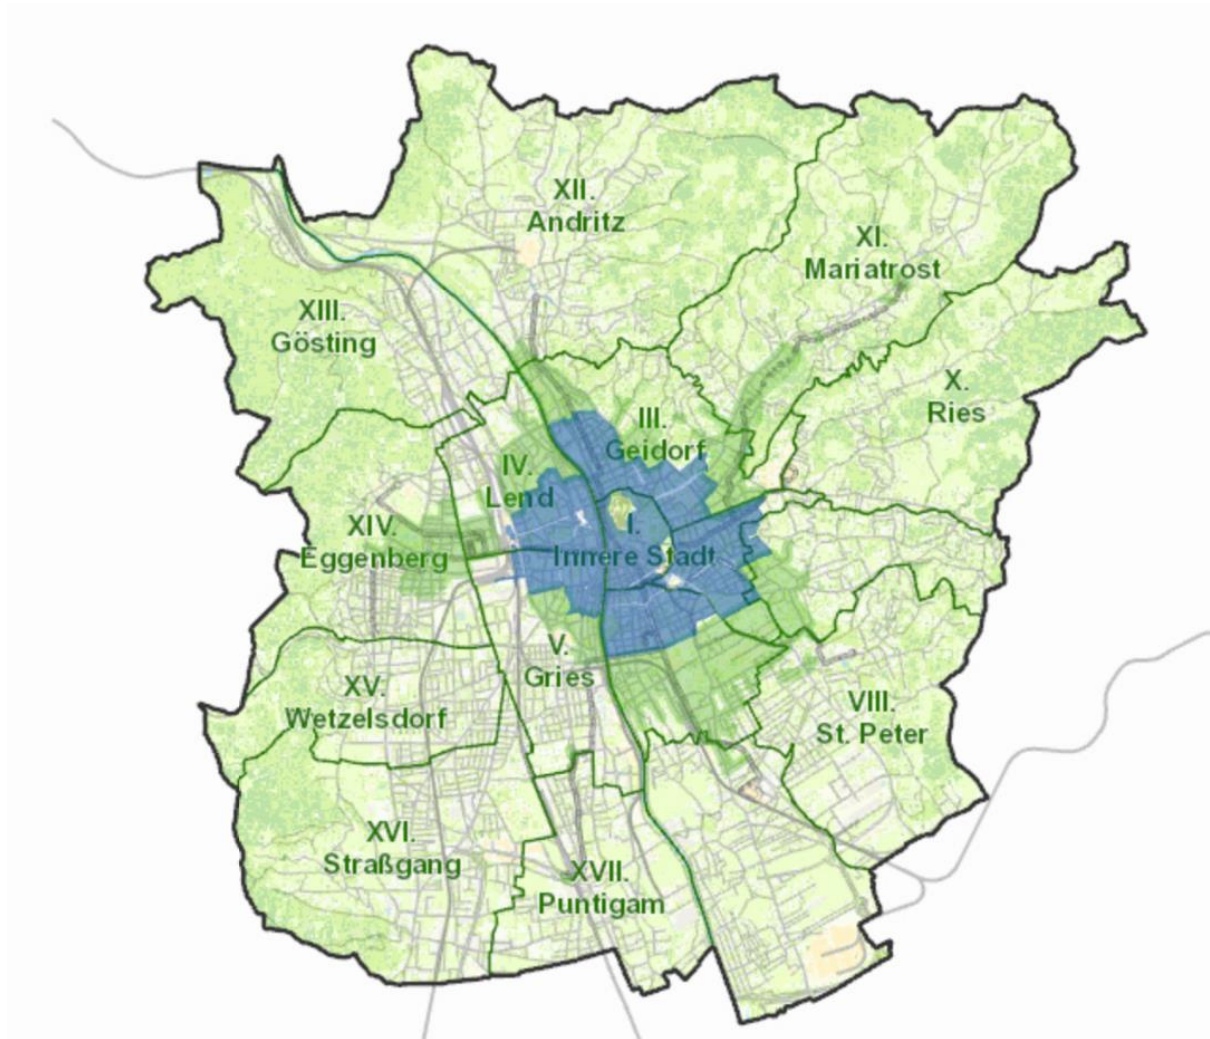 XII.
Andritz
XI.
Mariatrost
XIII.
Gösting
X.
Ries
III.
Geidorf
IV.
Lend
I.
Innere Stadt
XIV.
Eggenberg
V.
Gries
XV.
Wetzelsdorf
VIII.
St. Peter
XVI.
Straßgang
XVII.
Puntigam